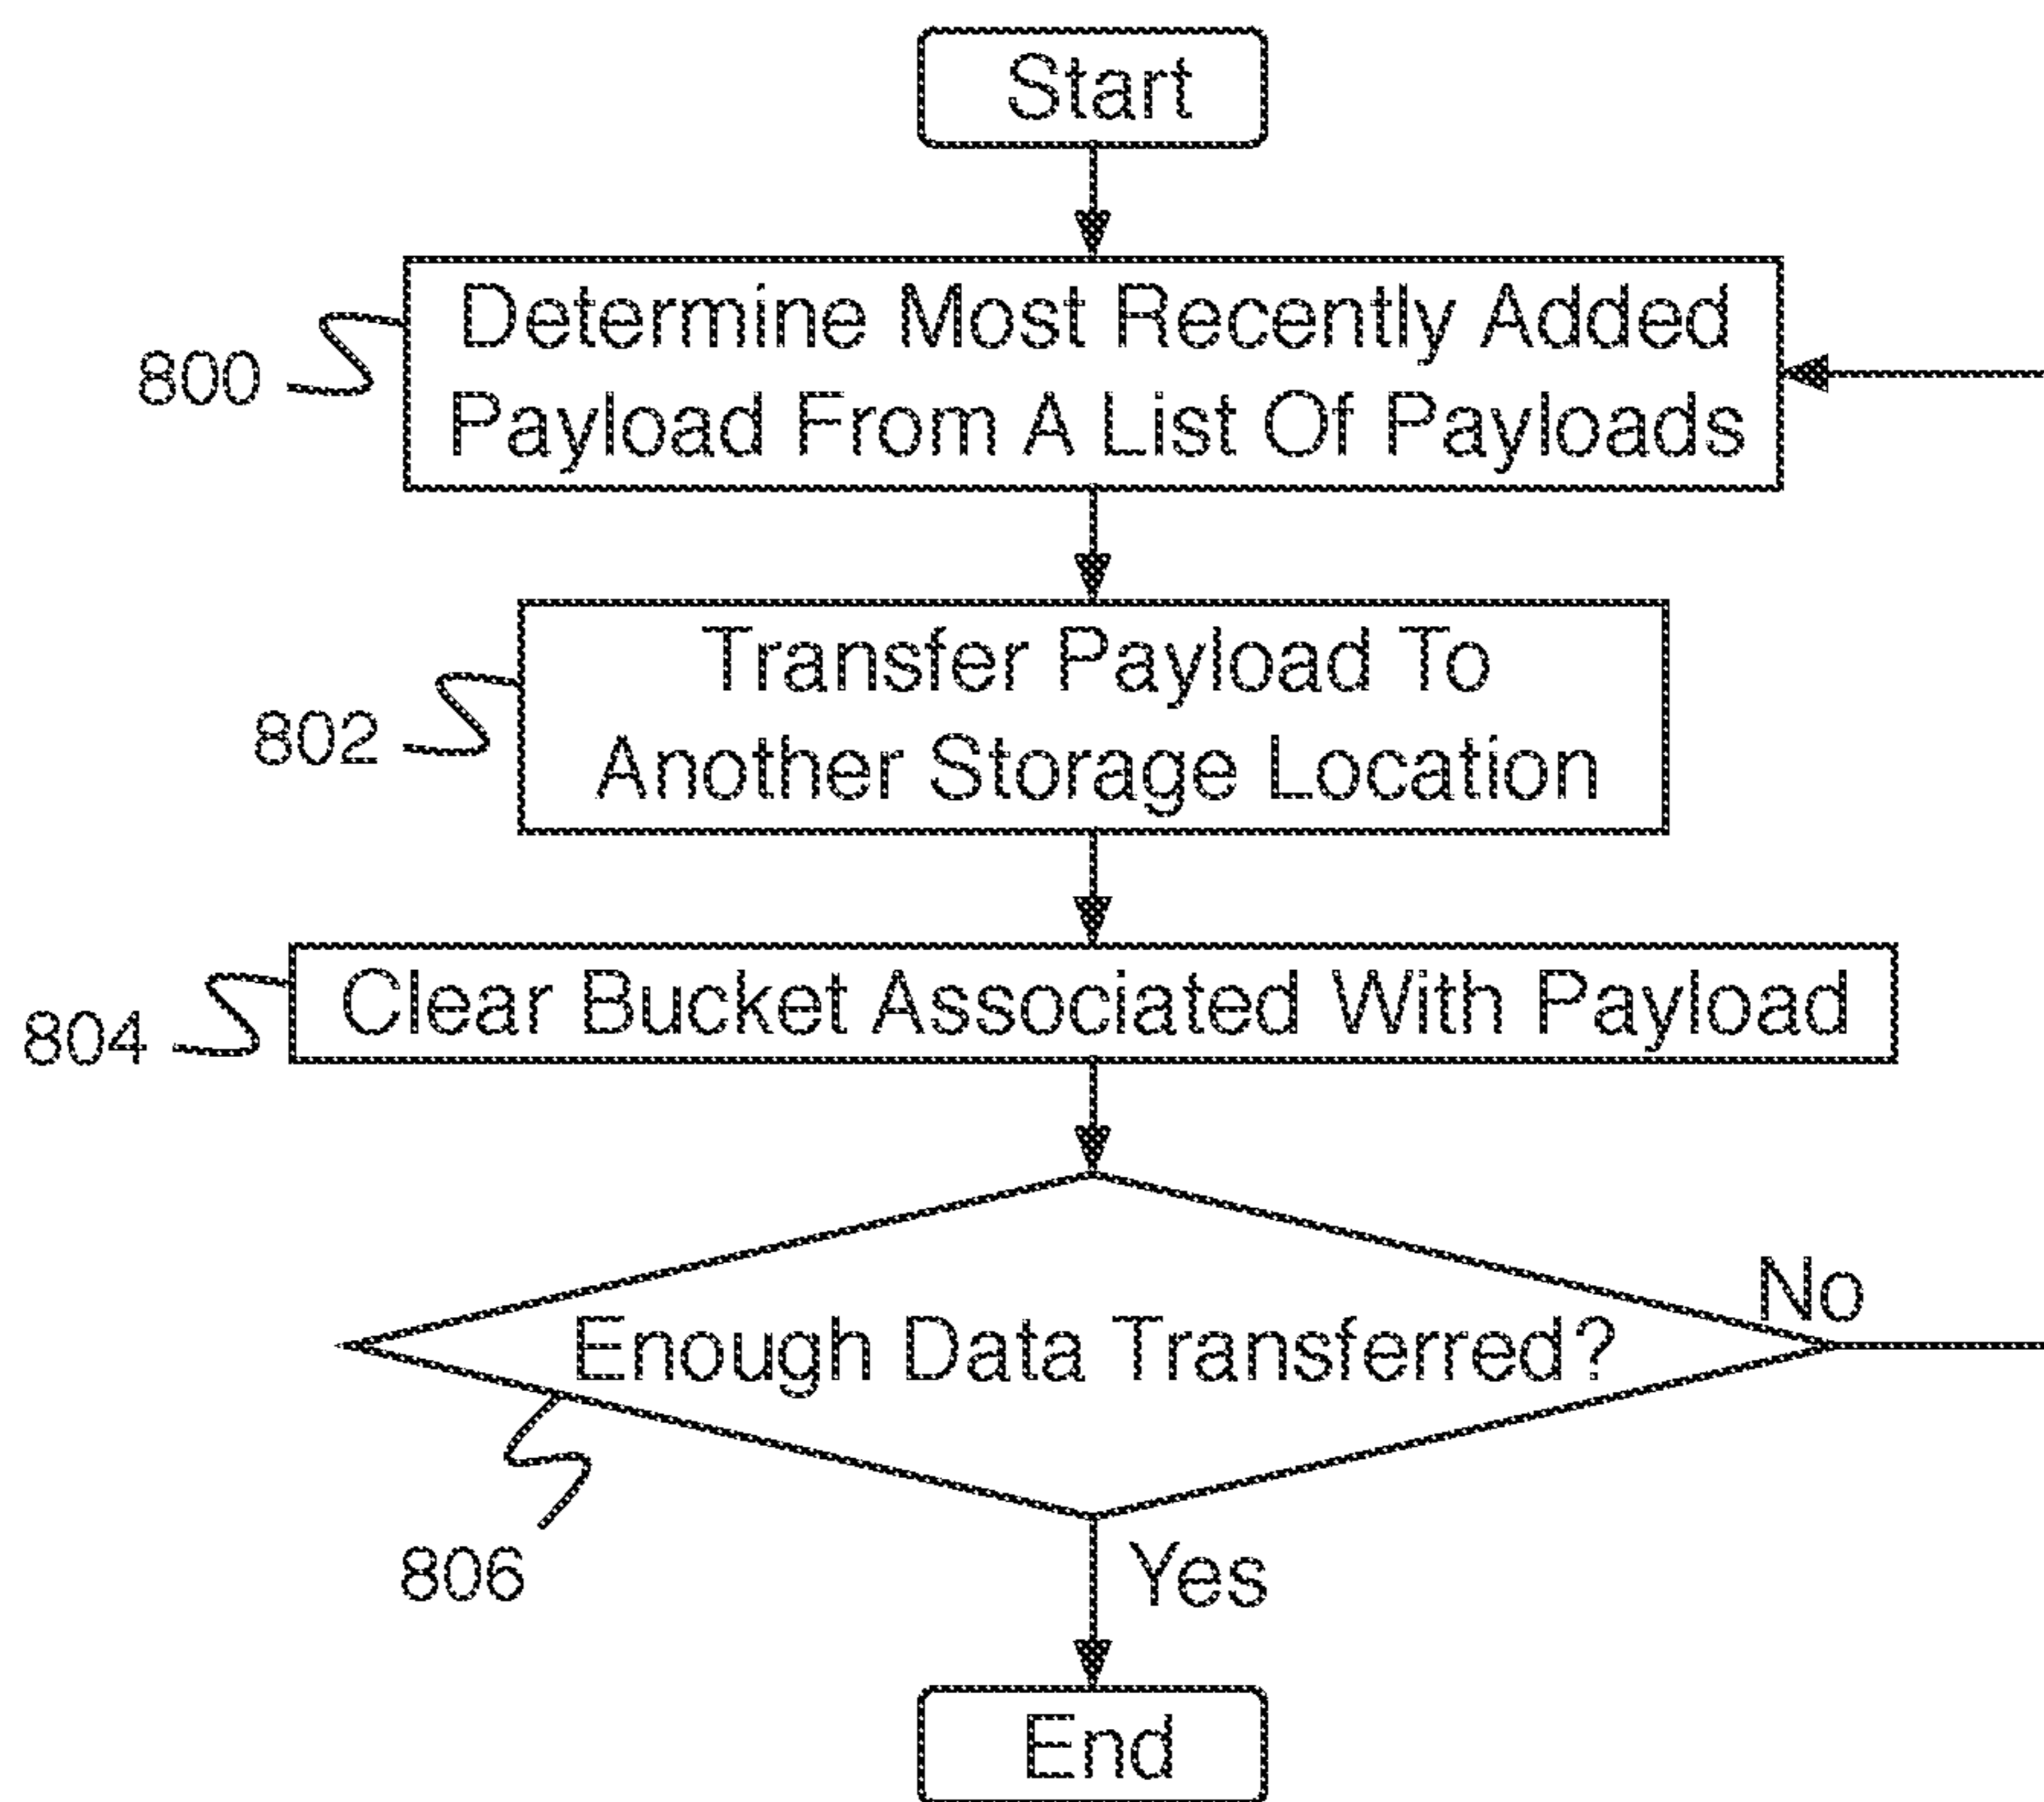 Start
800
Determine Most Recently Added
Payload From A List Of Payloads
802
Transfer Payload To
Another Storage Location
804
Clear Bucket Associated With Payload
No
Enough Data Transferred?
806
Yes
End